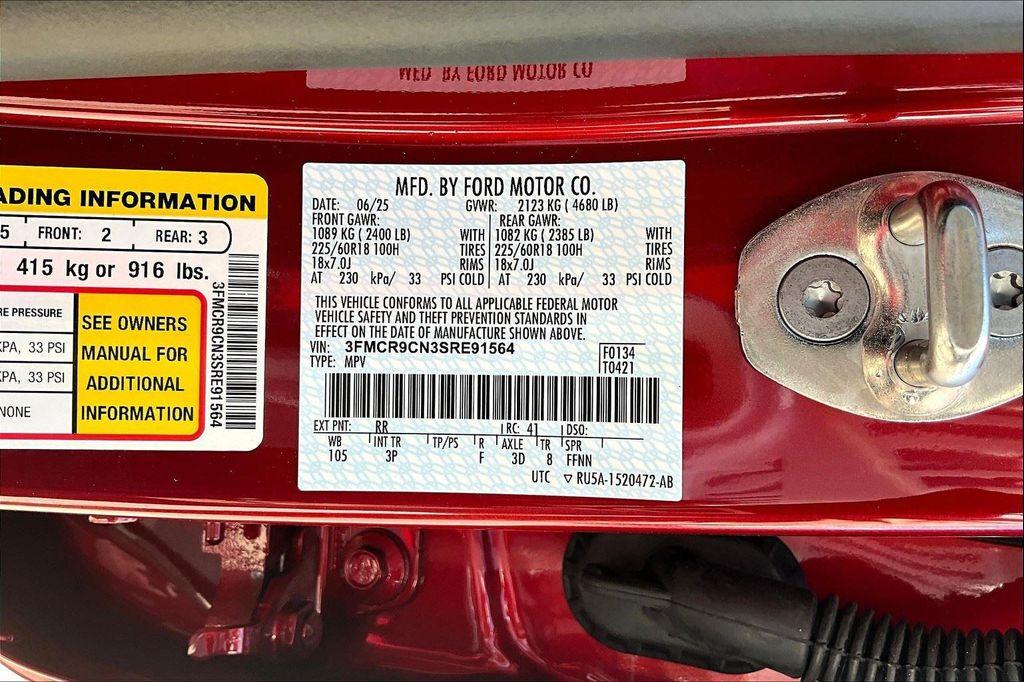 MFD. BY FORD MOTOR CO
ADING INFORMATION
5 FRONT: 2 REAR: 3
415 kg or 916 lbs.
RE PRESSURE
KPA, 33 PSI
KPA, 33 PSI
NONE
SEE OWNERS
MANUAL FOR
ADDITIONAL
INFORMATION
3FMCR9CN3SRE91564
MFD. BY FORD MOTOR CO.
DATE: 06/25 GVWR: 2123 KG ( 4680 LB)
FRONT GAWR: REAR GAWR:
1089 KG ( 2400 LB) WITH 1082 KG ( 2385 LB) WITH
225/60R18 100H TIRES 225/60R18 100H TIRES
18x7.0J RIMS 18x7.0J RIMS
AT 230 kPa/ 33 PSI COLD AT 230 kPa/ 33 PSI COLD
THIS VEHICLE CONFORMS TO ALL APPLICABLE FEDERAL MOTOR
VEHICLE SAFETY AND THEFT PREVENTION STANDARDS IN
EFFECT ON THE DATE OF MANUFACTURE SHOWN ABOVE.
VIN: 3FMCR9CN3SRE91564 F0134
TYPE: MPV T0421
EXT PNT: RR RC: 41 DSO:
WB INT TR TP/PS R AXLE TR SPR
105 3P F 3D 8 FFNN
UTC ▽ RU5A-1520472-AB